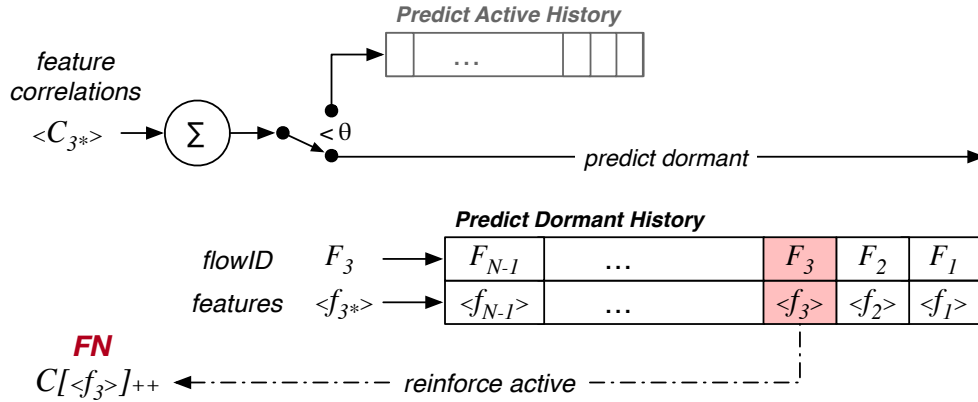 Predict Active History
...
feature
correlations
<C3*>
Σ
< θ
predict dormant
Predict Dormant History
flowID F3 FN-1 ... F3 F2 F1
features <f3*> <fN-1> ... <f3> <f2> <f1>
FN
C[<f3>]++
reinforce active